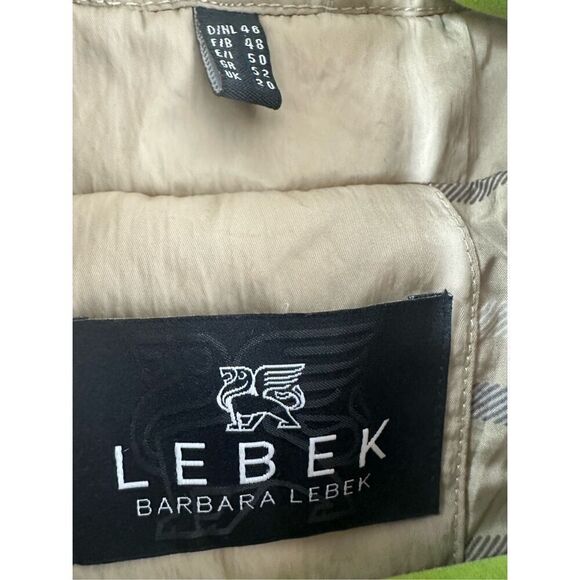 D/NL 46
F/B 48
E/I 50
GR 52
UK 20
LEBEK
BARBARA LEBEK